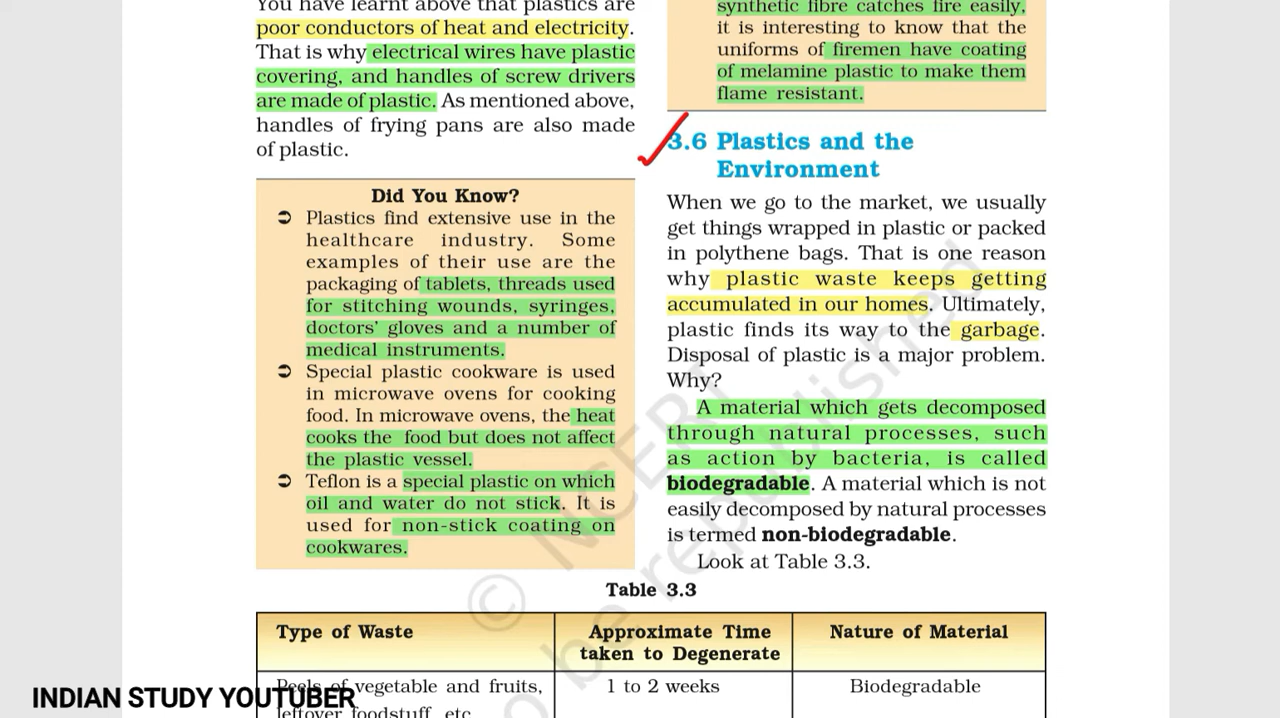 You have learnt above that plastics are
poor conductors of heat and electricity.
That is why electrical wires have plastic
covering, and handles of screw drivers
are made of plastic. As mentioned above,
handles of frying pans are also made
of plastic.
Did You Know?
➲ Plastics find extensive use in the
healthcare industry. Some
examples of their use are the
packaging of tablets, threads used
for stitching wounds, syringes,
doctors' gloves and a number of
medical instruments.
➲ Special plastic cookware is used
in microwave ovens for cooking
food. In microwave ovens, the heat
cooks the food but does not affect
the plastic vessel.
➲ Teflon is a special plastic on which
oil and water do not stick. It is
used for non-stick coating on
cookwares.
synthetic fibre catches fire easily,
it is interesting to know that the
uniforms of firemen have coating
of melamine plastic to make them
flame resistant.
3.6 Plastics and the
Environment
When we go to the market, we usually
get things wrapped in plastic or packed
in polythene bags. That is one reason
why plastic waste keeps getting
accumulated in our homes. Ultimately,
plastic finds its way to the garbage.
Disposal of plastic is a major problem.
Why?
A material which gets decomposed
through natural processes, such
as action by bacteria, is called
biodegradable. A material which is not
easily decomposed by natural processes
is termed non-biodegradable.
Look at Table 3.3.
Table 3.3
Type of Waste
Approximate Time
taken to Degenerate
Nature of Material
Peels of vegetable and fruits,
leftover foodstuff, etc.
1 to 2 weeks
Biodegradable
© NCERT
be republished
INDIAN STUDY YOUTUBER